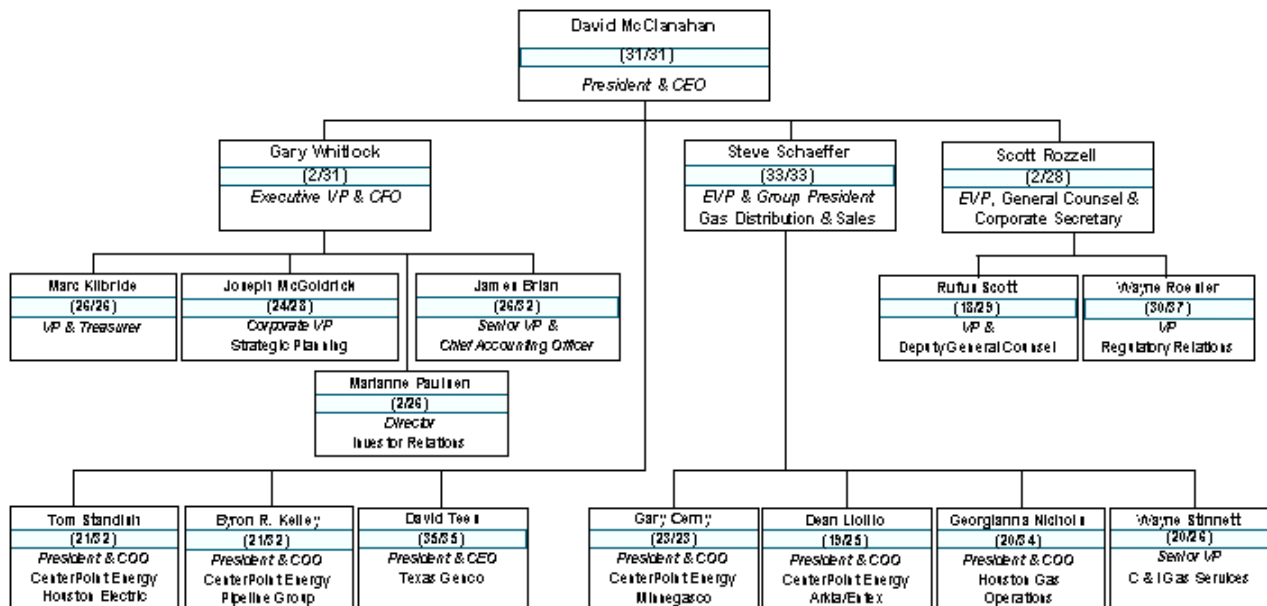 David McClanahan
(31/31)
President & CEO
Gary Whitlock
(2/31)
Executive VP & CFO
Steve Schaeffer
(33/33)
EVP & Group President
Gas Distribution & Sales
Scott Rozzell
(2/28)
EVP, General Counsel &
Corporate Secretary
Marc Kilbride
(26/26)
VP & Treasurer
Joseph McGoldrick
(24/28)
Corporate VP
Strategic Planning
James Brian
(26/32)
Senior VP &
Chief Accounting Officer
Marianne Paulsen
(2/26)
Director
Investor Relations
Rufus Scott
(18/29)
VP &
Deputy General Counsel
Wayne Roesler
(30/37)
VP
Regulatory Relations
Tom Standish
(21/32)
President & COO
CenterPoint Energy
Houston Electric
Byron R. Kelley
(21/32)
President & COO
CenterPoint Energy
Pipeline Group
David Tees
(35/35)
President & CEO
Texas Genco
Gary Cerny
(23/23)
President & COO
CenterPoint Energy
Minnegasco
Dean Liollio
(19/25)
President & COO
CenterPoint Energy
Arkla/Entex
Georgianna Nichols
(20/34)
President & COO
Houston Gas
Operations
Wayne Stinnett
(20/26)
Senior VP
C & I Gas Services